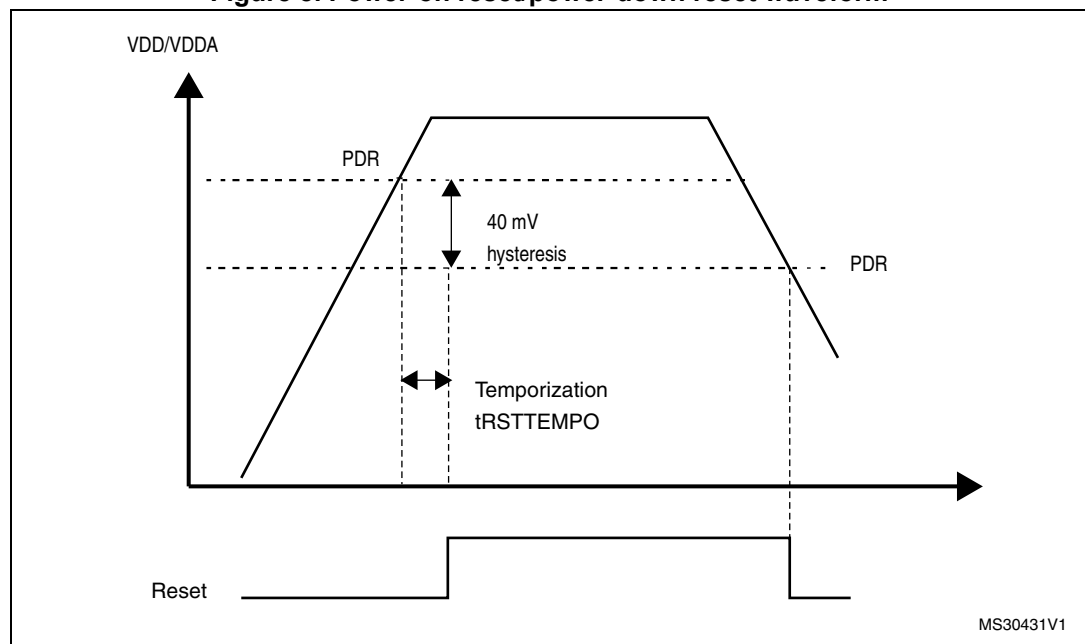 VDD/VDDA
PDR
40 mV
hysteresis
PDR
Temporization
tRSTTEMPO
Reset
MS30431V1